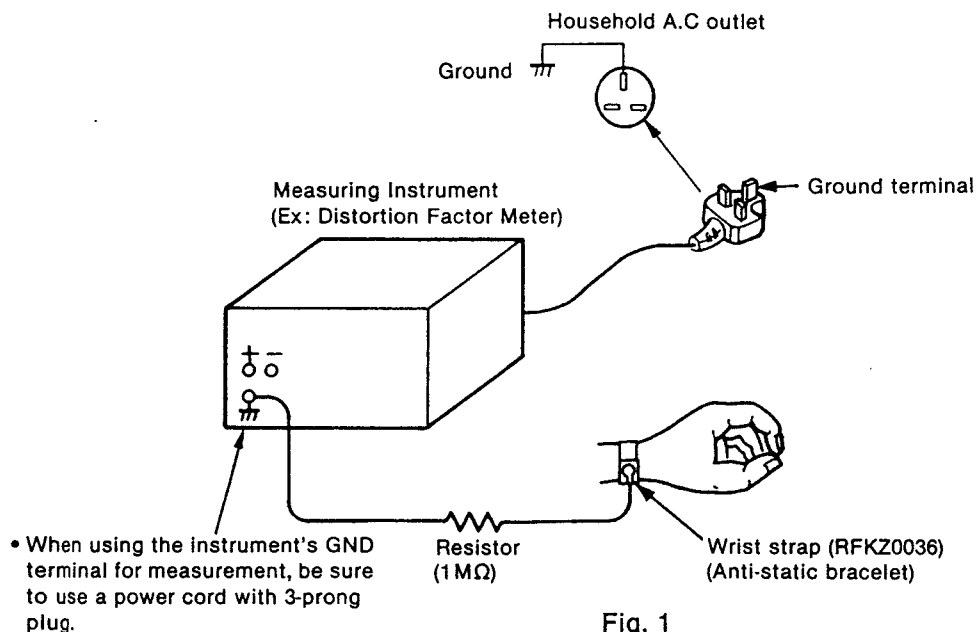 Household A.C outlet
Ground
Ground terminal
Measuring Instrument
(Ex: Distortion Factor Meter)
+ −
• When using the instrument's GND
terminal for measurement, be sure
to use a power cord with 3-prong
plug.
Resistor
(1MΩ)
Wrist strap (RFKZ0036)
(Anti-static bracelet)
Fig. 1